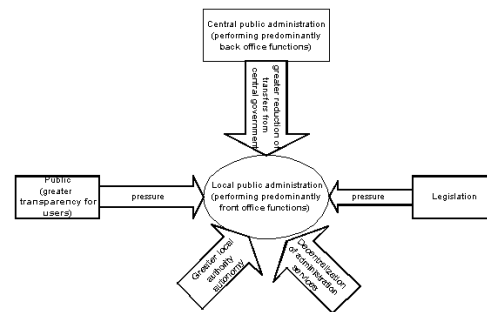 Central public administration
(performing predominantly
back office functions)
greater reduction of
transfers from
central government
Public
(greater
transparency for
users)
pressure
Local public administration
(performing predominantly
front office functions)
pressure
Legislation
Greater local
authority
autonomy
Decentralization
of administration
services